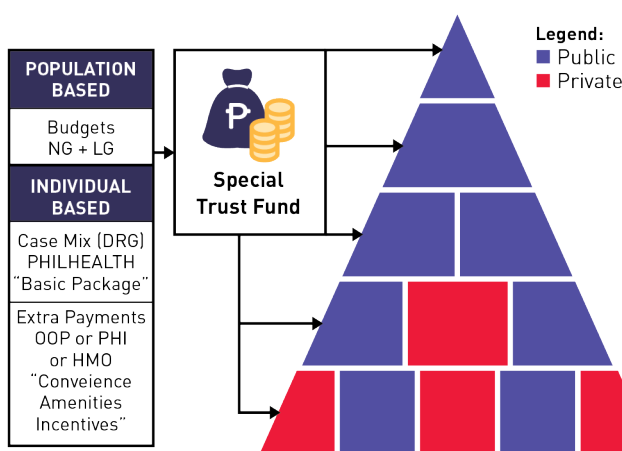 POPULATION
BASED
Budgets
NG + LG
INDIVIDUAL
BASED
Case Mix (DRG)
PHILHEALTH
“Basic Package”
Extra Payments
OOP or PHI
or HMO
“Conveience
Amenities
Incentives”
₱
Special
Trust Fund
Legend:
Public
Private